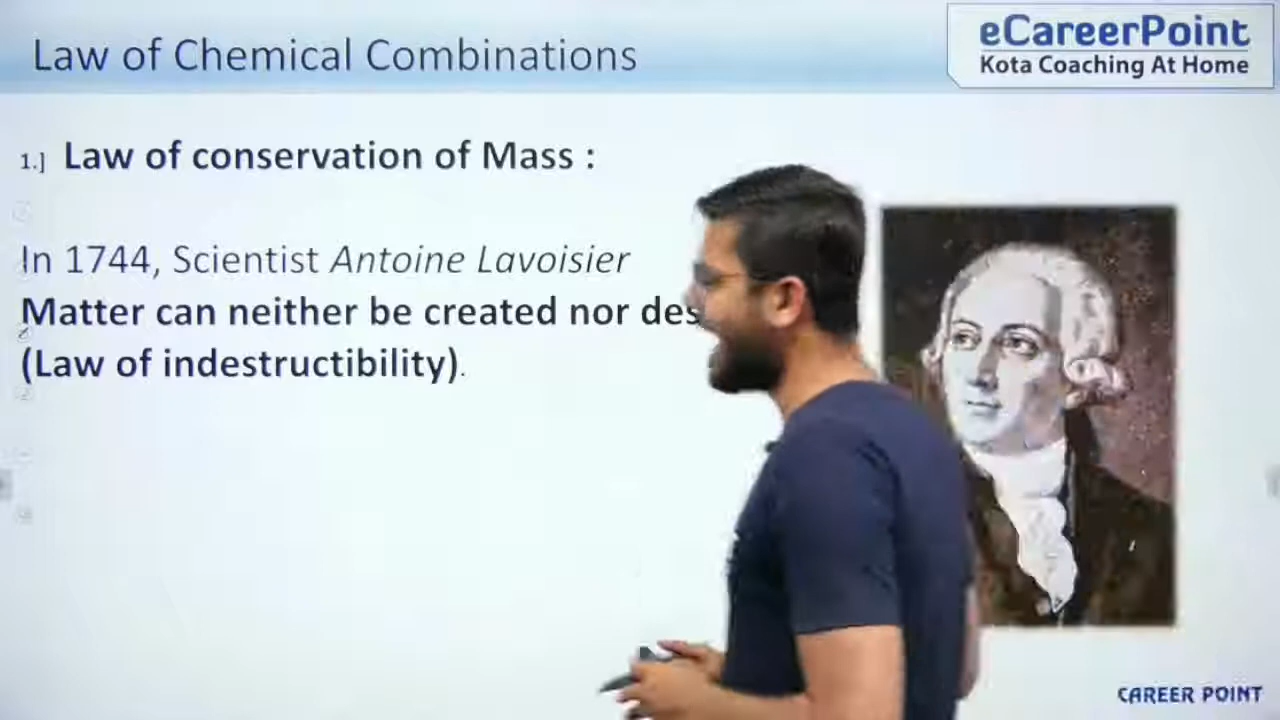 Law of Chemical Combinations
eCareerPoint
Kota Coaching At Home
1.] Law of conservation of Mass :
In 1744, Scientist Antoine Lavoisier
Matter can neither be created nor des
(Law of indestructibility).
CAREER POINT